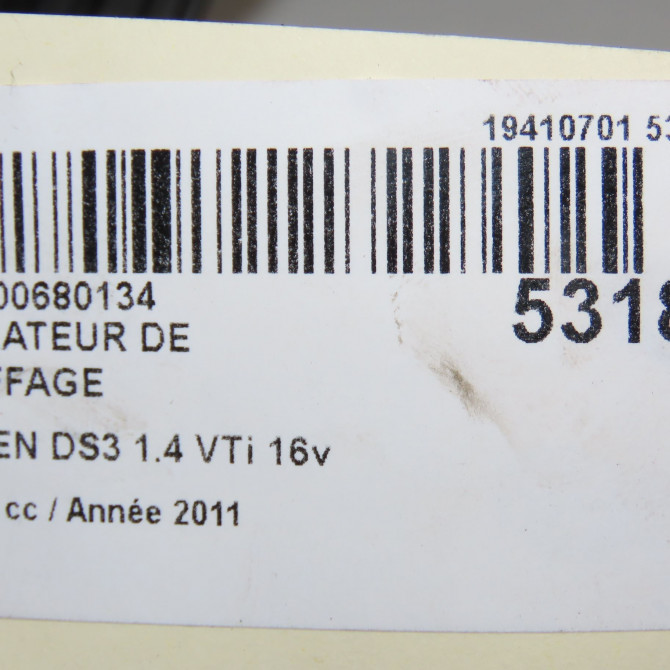 19410701 53
00680134
5318
ATEUR DE
FFAGE
EN DS3 1.4 VTi 16v
cc / Année 2011